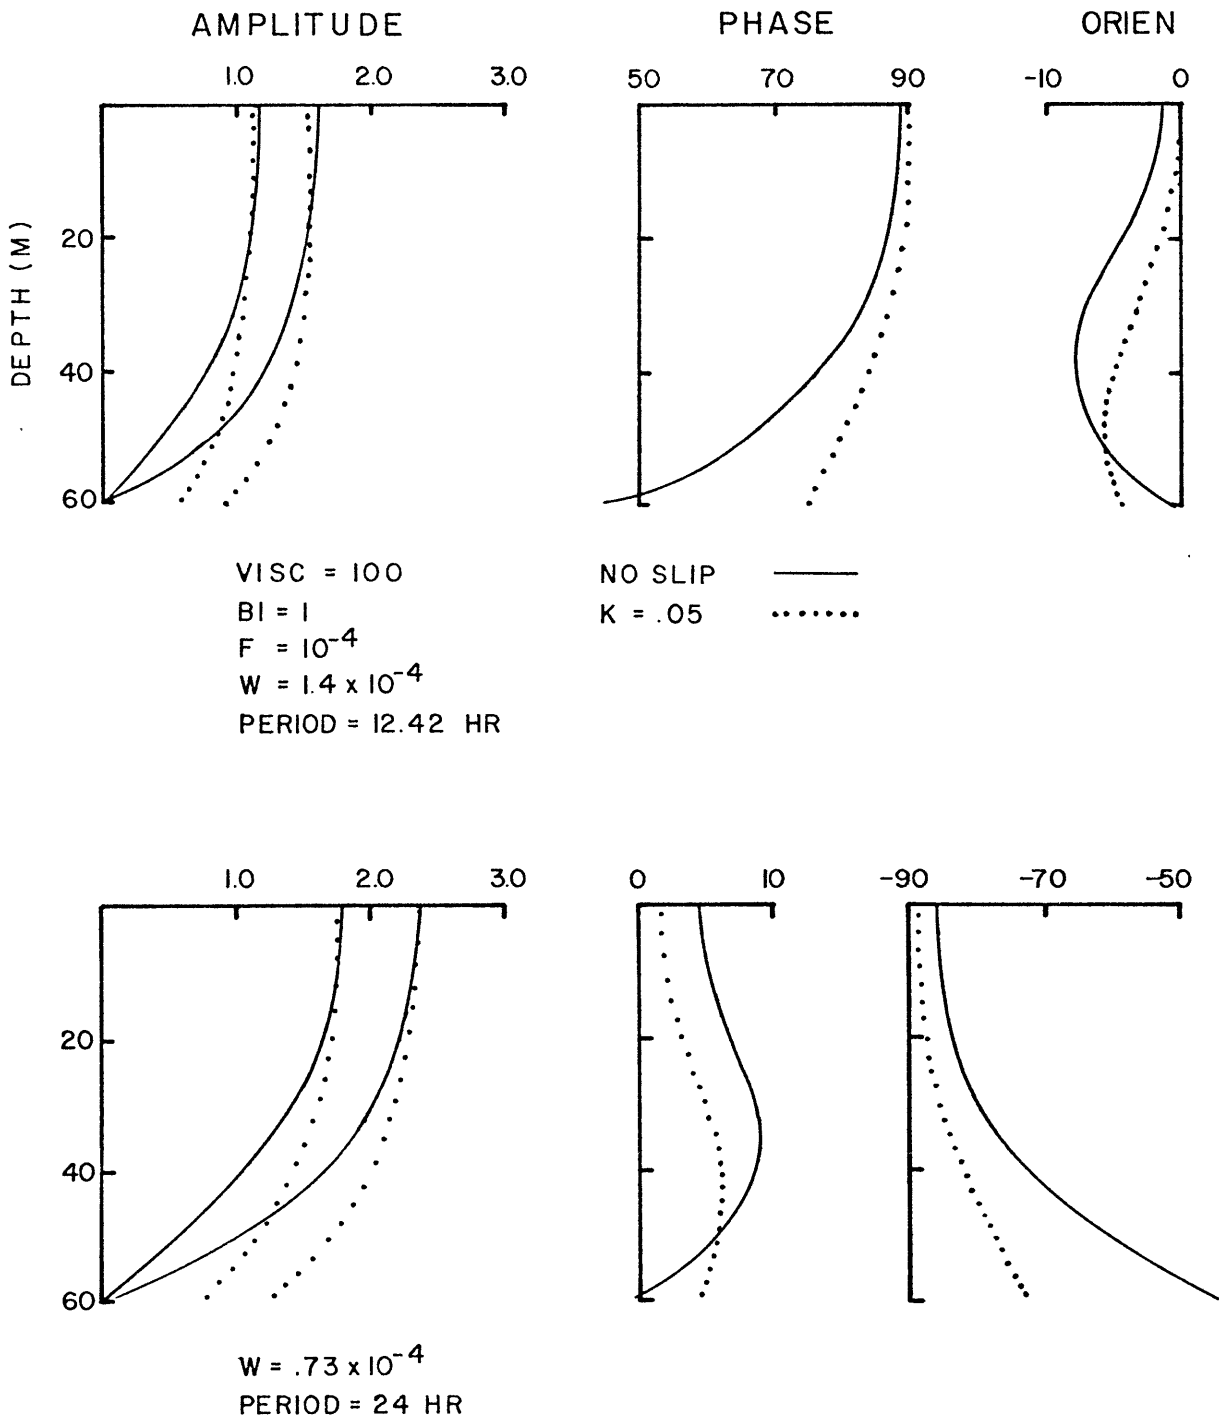 AMPLITUDE PHASE ORIEN
1.0 2.0 3.0 50 70 90 -10 0
DEPTH (M)
20
40
60
VISC = 100
BI = 1
F = 10⁻⁴
W = 1.4 x 10⁻⁴
PERIOD = 12.42 HR
NO SLIP
K = .05
1.0 2.0 3.0 0 10 -90 -70 -50
20
40
60
W = .73 x 10⁻⁴
PERIOD = 24 HR